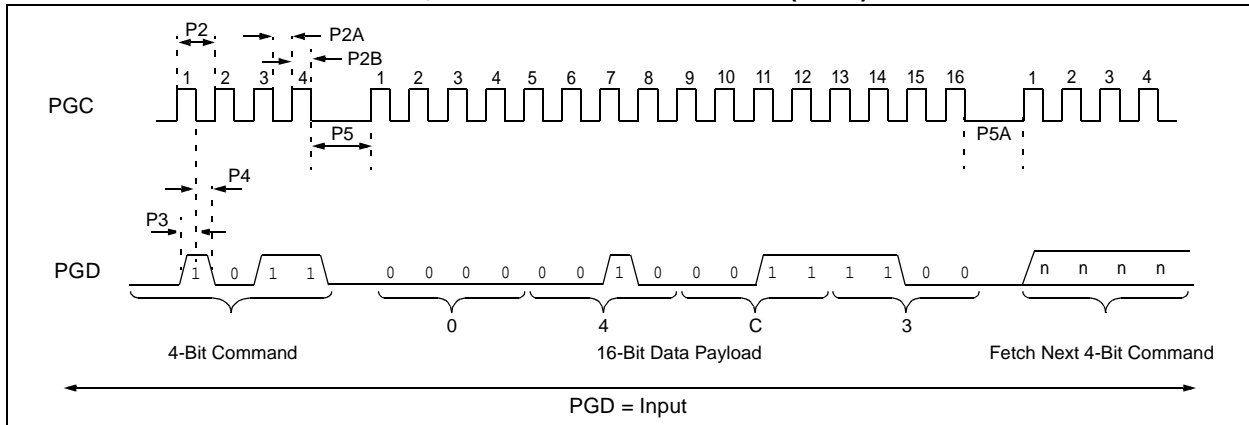 P2
P2A
P2B
1 2 3 4 1 2 3 4 5 6 7 8 9 10 11 12 13 14 15 16 1 2 3 4
PGC
P5
P5A
P4
P3
PGD
1 0 1 1 0 0 0 0 0 0 1 0 0 0 1 1 1 1 0 0 n n n n
0 4 C 3
4-Bit Command 16-Bit Data Payload Fetch Next 4-Bit Command
PGD = Input